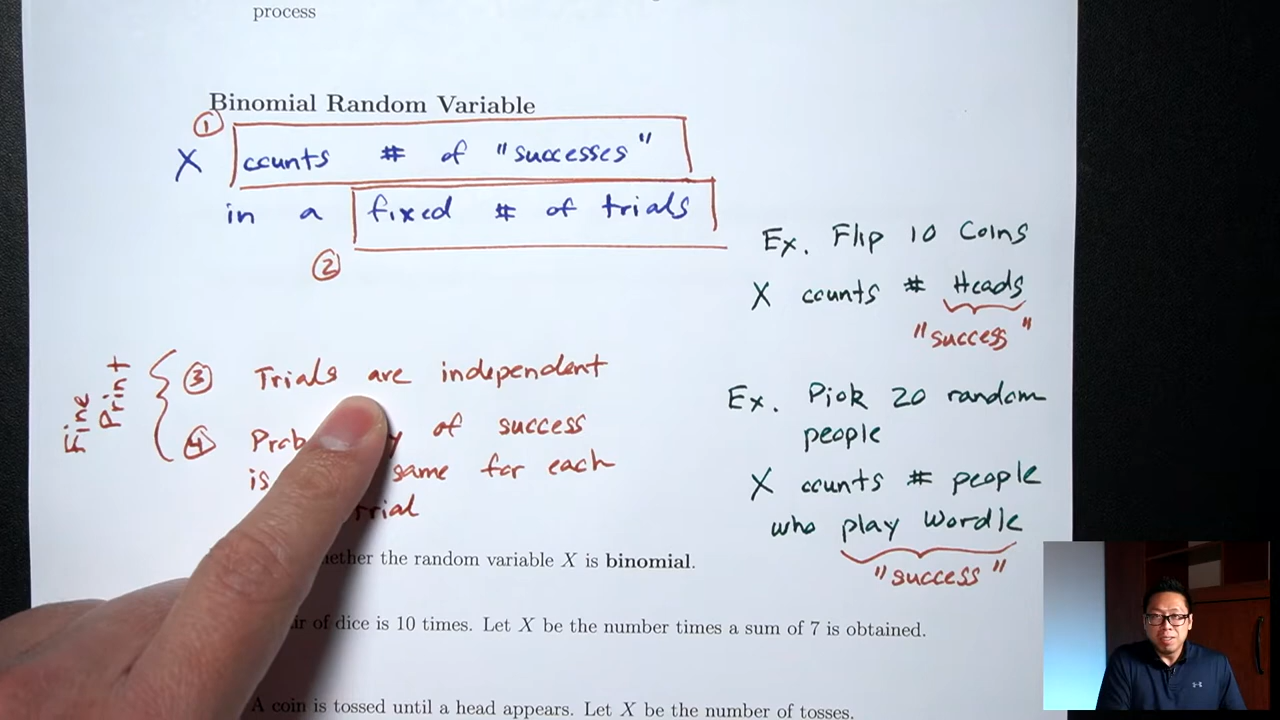 process
Binomial Random Variable
① X counts # of "successes"
in a fixed # of trials
②
Ex. Flip 10 Coins
X counts # Heads
"success"
Fine Print
③ Trials are independent
④ of success
is same for each
Ex. Pick 20 random
people
X counts # people
who play Wordle
"success"
the random variable X is binomial.
of dice is 10 times. Let X be the number times a sum of 7 is obtained.
A coin is tossed until a head appears. Let X be the number of tosses.